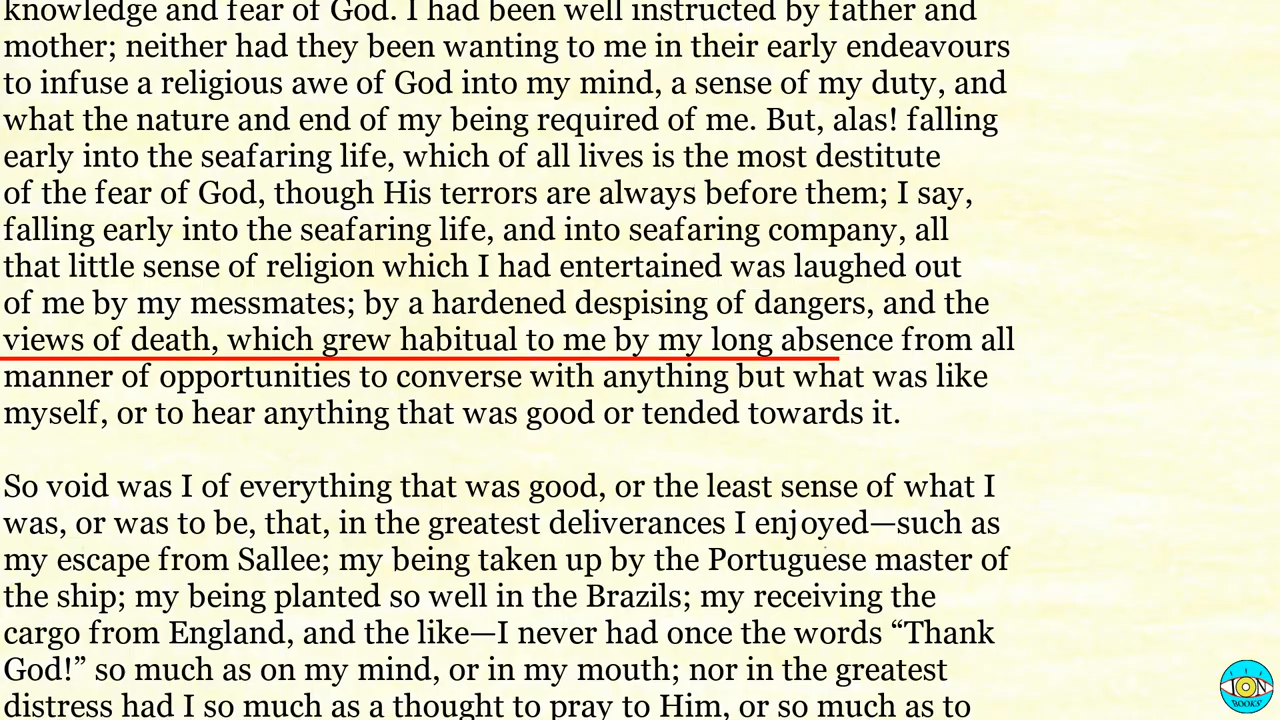 knowledge and fear of God. I had been well instructed by father and
mother; neither had they been wanting to me in their early endeavours
to infuse a religious awe of God into my mind, a sense of my duty, and
what the nature and end of my being required of me. But, alas! falling
early into the seafaring life, which of all lives is the most destitute
of the fear of God, though His terrors are always before them; I say,
falling early into the seafaring life, and into seafaring company, all
that little sense of religion which I had entertained was laughed out
of me by my messmates; by a hardened despising of dangers, and the
views of death, which grew habitual to me by my long absence from all
manner of opportunities to converse with anything but what was like
myself, or to hear anything that was good or tended towards it.
So void was I of everything that was good, or the least sense of what I
was, or was to be, that, in the greatest deliverances I enjoyed—such as
my escape from Sallee; my being taken up by the Portuguese master of
the ship; my being planted so well in the Brazils; my receiving the
cargo from England, and the like—I never had once the words “Thank
God!” so much as on my mind, or in my mouth; nor in the greatest
distress had I so much as a thought to pray to Him, or so much as to
ION
BOOKS